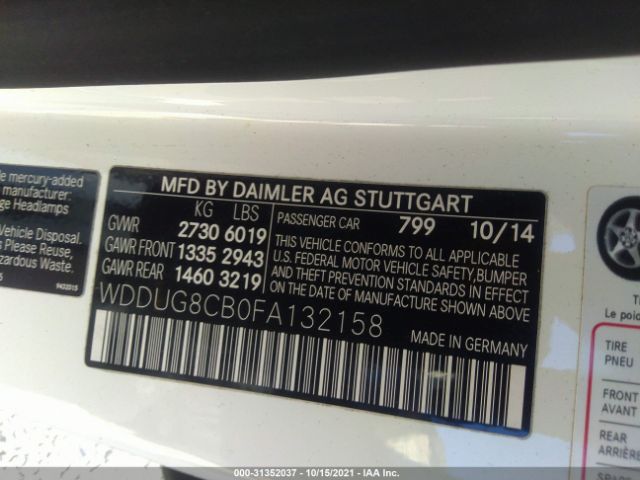 e mercury-added
manufacturer:
ge Headlamps
Vehicle Disposal.
s Please Reuse,
azardous Waste.
MFD BY DAIMLER AG STUTTGART
KG LBS
GVWR 2730 6019
GAWR FRONT 1335 2943
GAWR REAR 1460 3219
PASSENGER CAR 799 10/14
THIS VEHICLE CONFORMS TO ALL APPLICABLE
U.S. FEDERAL MOTOR VEHICLE SAFETY, BUMPER
AND THEFT PREVENTION STANDARDS IN EFFECT
ON THE DATE OF MANUFACTURE SHOWN ABOVE
WDDUG8CB0FA132158
MADE IN GERMANY
Le poid
TIRE
PNEU
FRONT
AVANT
REAR
ARRIÈRE
000-31352037 - 10/15/2021 - IAA Inc.